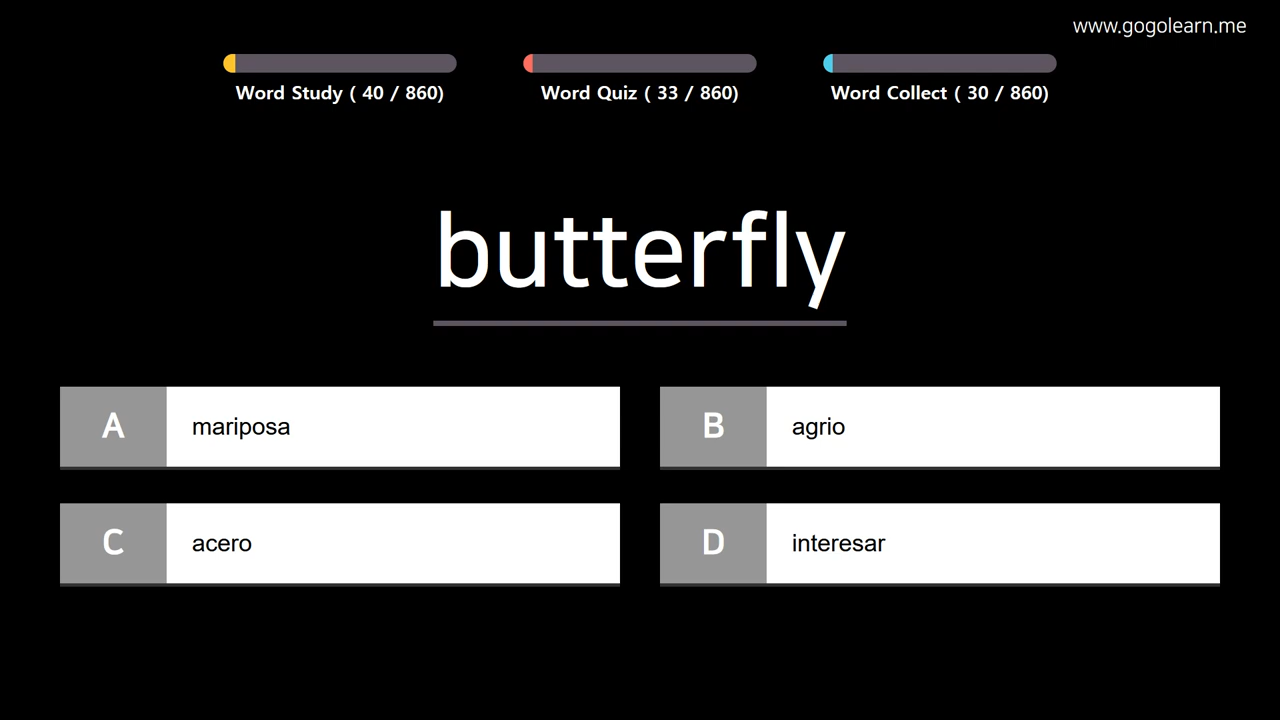 www.gogolearn.me
Word Study ( 40 / 860)
Word Quiz ( 33 / 860)
Word Collect ( 30 / 860)
butterfly
A mariposa
B agrio
C acero
D interesar